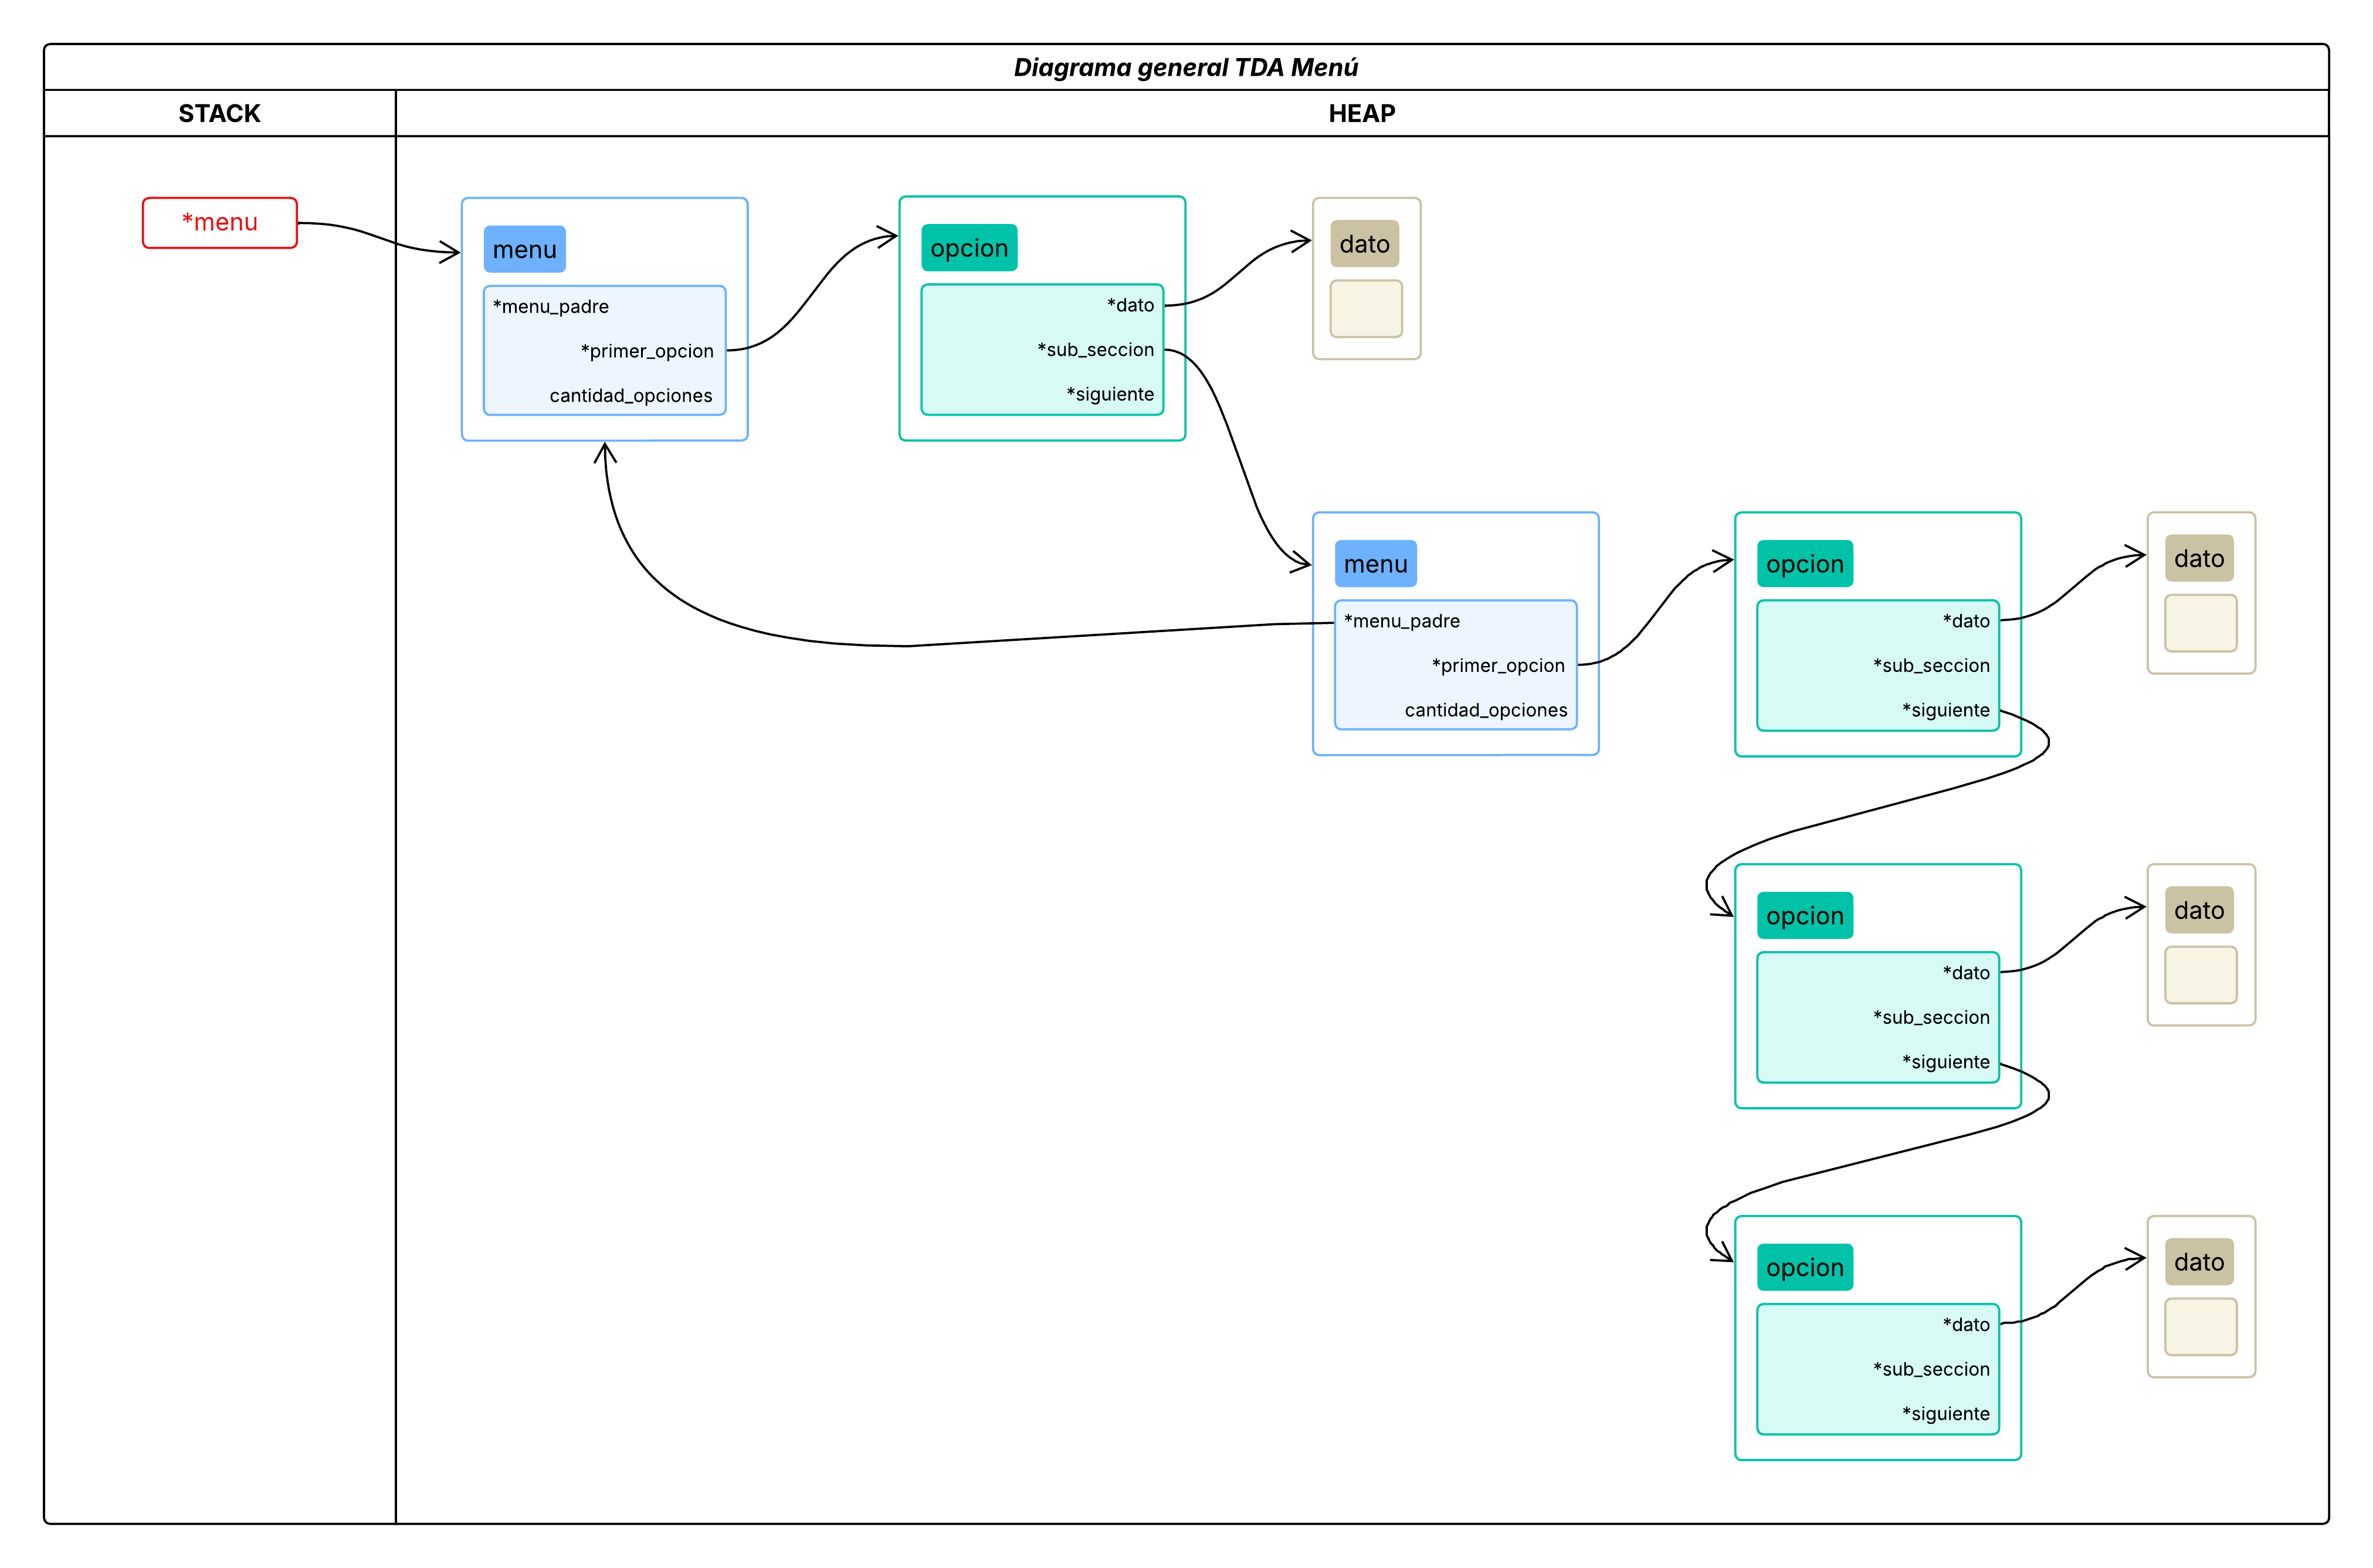 Diagrama general TDA Menú
STACK
HEAP
*menu
menu
*menu_padre
*primer_opcion
cantidad_opciones
opcion
*dato
*sub_seccion
*siguiente
dato
menu
*menu_padre
*primer_opcion
cantidad_opciones
opcion
*dato
*sub_seccion
*siguiente
dato
opcion
*dato
*sub_seccion
*siguiente
dato
opcion
*dato
*sub_seccion
*siguiente
dato